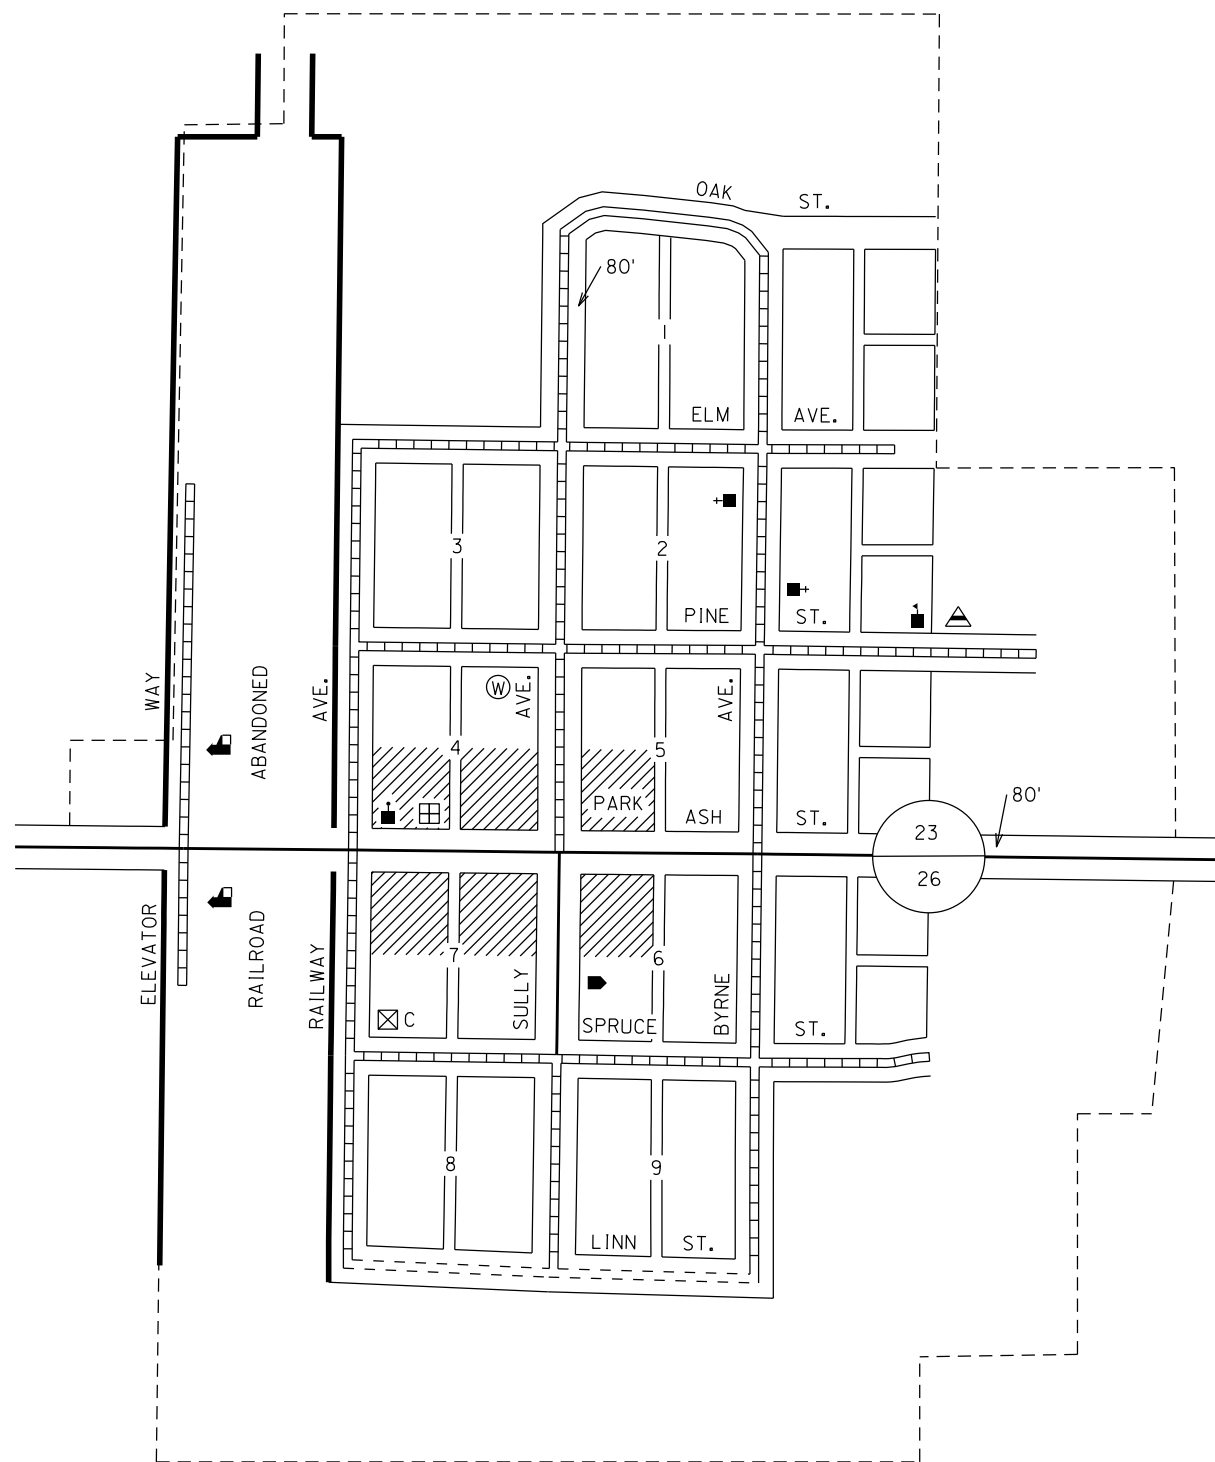 OAK ST.
80'
1
ELM AVE.
3
2
PINE ST.
WAY
ABANDONED
AVE.
W
AVE.
AVE.
4
5
PARK
ASH ST.
80'
23
26
ELEVATOR
RAILROAD
RAILWAY
7
SULLY
6
BYRNE
C
SPRUCE ST.
8
9
LINN ST.